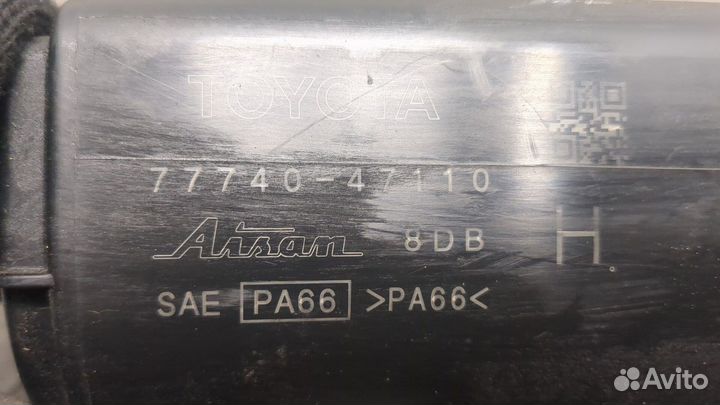 TOYOTA
77740-47110
Aisan 8DB H
SAE PA66 >PA66<
Avito